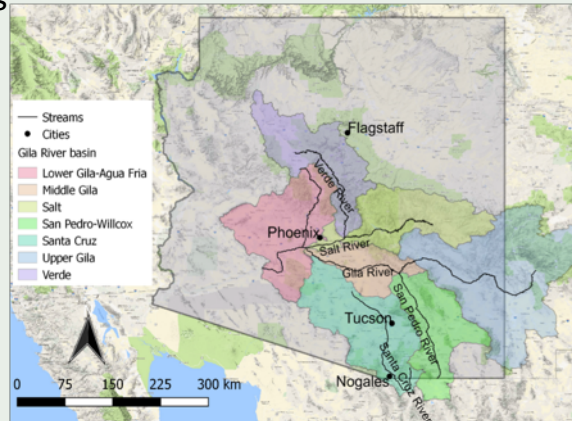 s
Streams
Cities
Gila River basin
Lower Gila-Agua Fria
Middle Gila
Salt
San Pedro-Willcox
Santa Cruz
Upper Gila
Verde
Flagstaff
Verde River
Phoenix
Salt River
Gila River
San Pedro River
Tucson
Santa Cruz River
Nogales
0 75 150 225 300 km